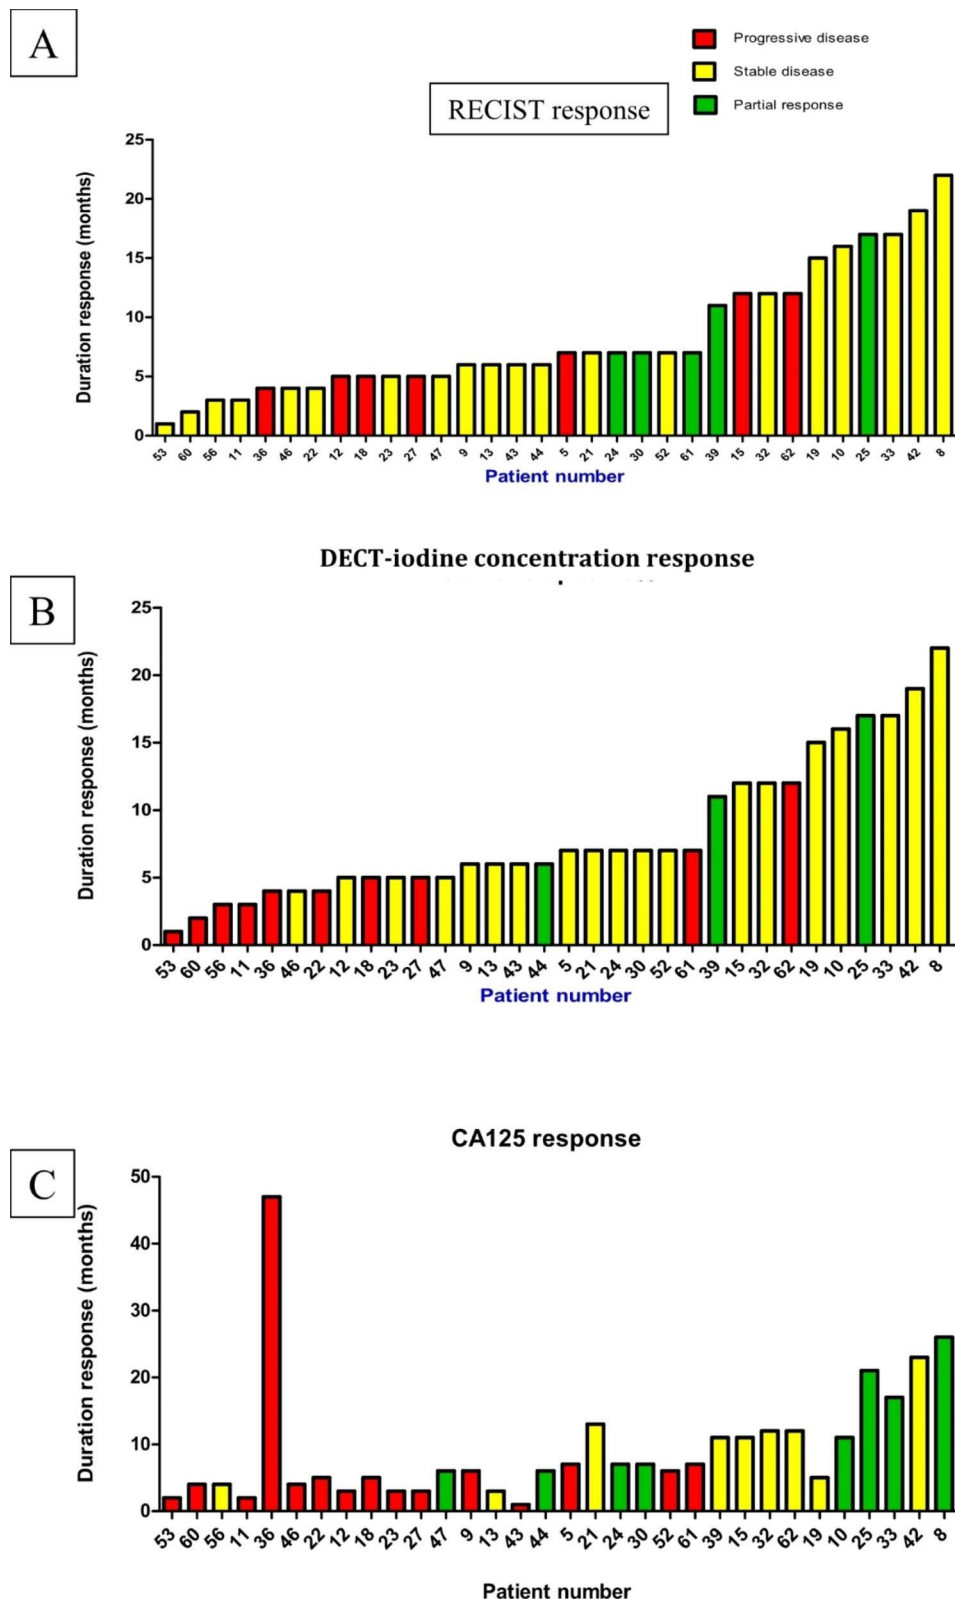 A
Progressive disease
Stable disease
Partial response
RECIST response
Duration response (months)
25
20
15
10
5
0
53 60 56 11 36 46 22 12 18 23 27 47 9 13 43 44 5 21 24 30 52 61 39 15 32 62 19 10 25 33 42 8
Patient number
DECT-iodine concentration response
B
Duration response (months)
25
20
15
10
5
0
53 60 56 11 36 46 22 12 18 23 27 47 9 13 43 44 5 21 24 30 52 61 39 15 32 62 19 10 25 33 42 8
Patient number
CA125 response
C
Duration response (months)
50
40
30
20
10
0
53 60 56 11 36 46 22 12 18 23 27 47 9 13 43 44 5 21 24 30 52 61 39 15 32 62 19 10 25 33 42 8
Patient number